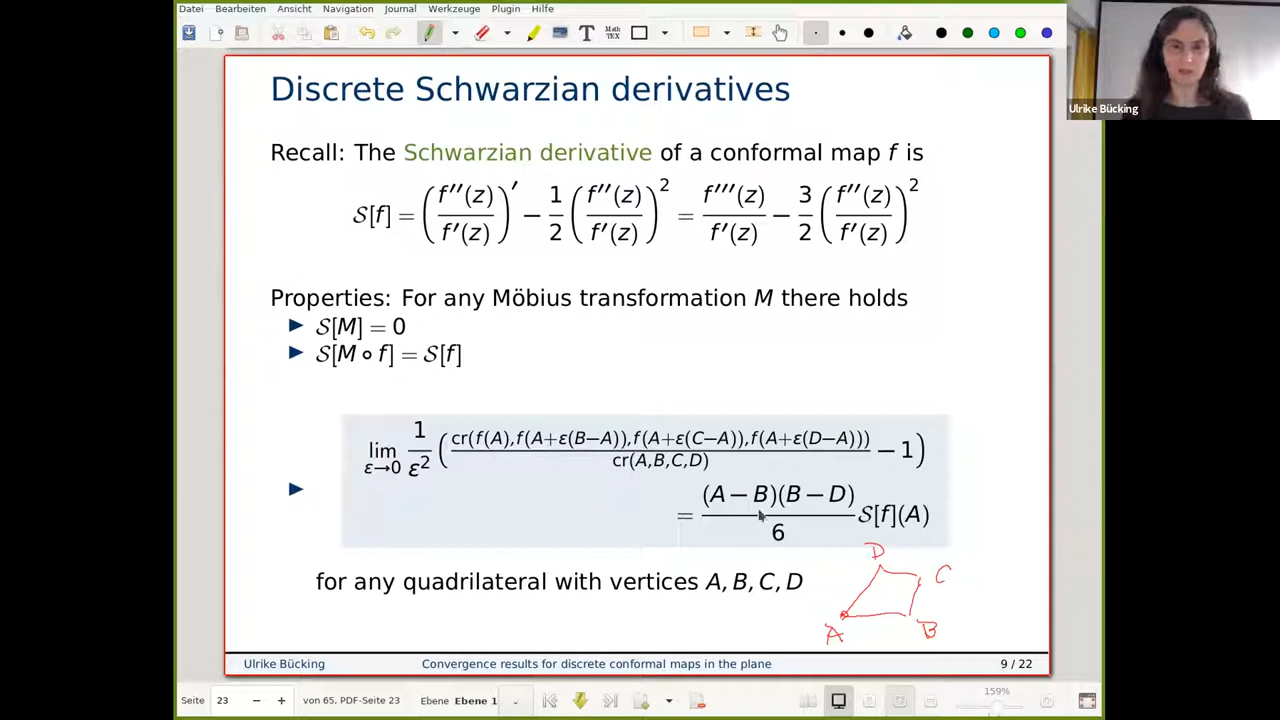 Datei Bearbeiten Ansicht Navigation Journal Werkzeuge Plugin Hilfe
Math TEX
Ulrike Bücking
Discrete Schwarzian derivatives
Recall: The Schwarzian derivative of a conformal map f is
S[f] = (f′′(z)/f′(z))′ − 1/2 (f′′(z)/f′(z))² = f′′′(z)/f′(z) − 3/2 (f′′(z)/f′(z))²
Properties: For any Möbius transformation M there holds
► S[M] = 0
► S[M ∘ f] = S[f]
► lim ε→0 1/ε² (cr(f(A),f(A+ε(B−A)),f(A+ε(C−A)),f(A+ε(D−A)))/cr(A,B,C,D) − 1)
= (A − B)(B − D)/6 S[f](A)
for any quadrilateral with vertices A, B, C, D
D
C
A
B
Ulrike Bücking Convergence results for discrete conformal maps in the plane 9 / 22
Seite 23 von 65, PDF-Seite 23 Ebene Ebene 1 159%